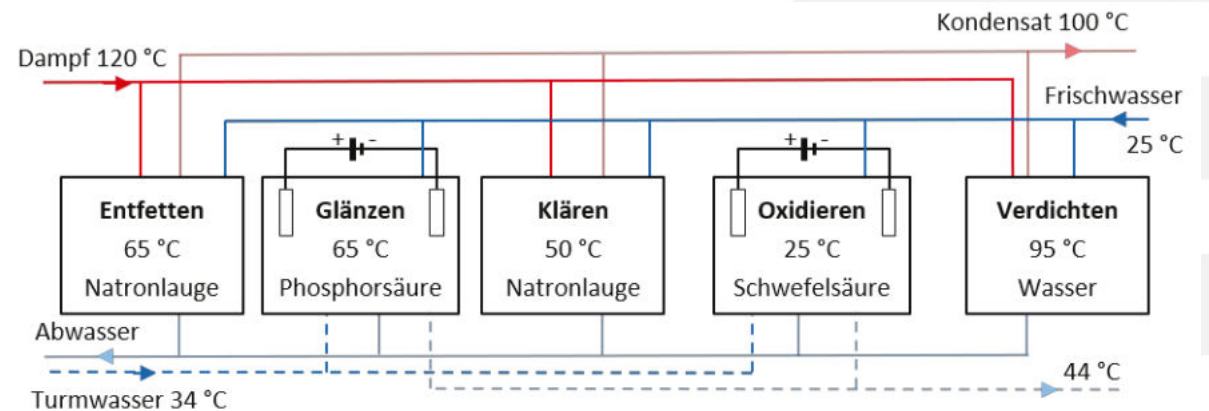 Kondensat 100 °C
Dampf 120 °C
Frischwasser
25 °C
+ -
+ -
Entfetten
65 °C
Natronlauge
Glänzen
65 °C
Phosphorsäure
Klären
50 °C
Natronlauge
Oxidieren
25 °C
Schwefelsäure
Verdichten
95 °C
Wasser
Abwasser
Turmwasser 34 °C
44 °C